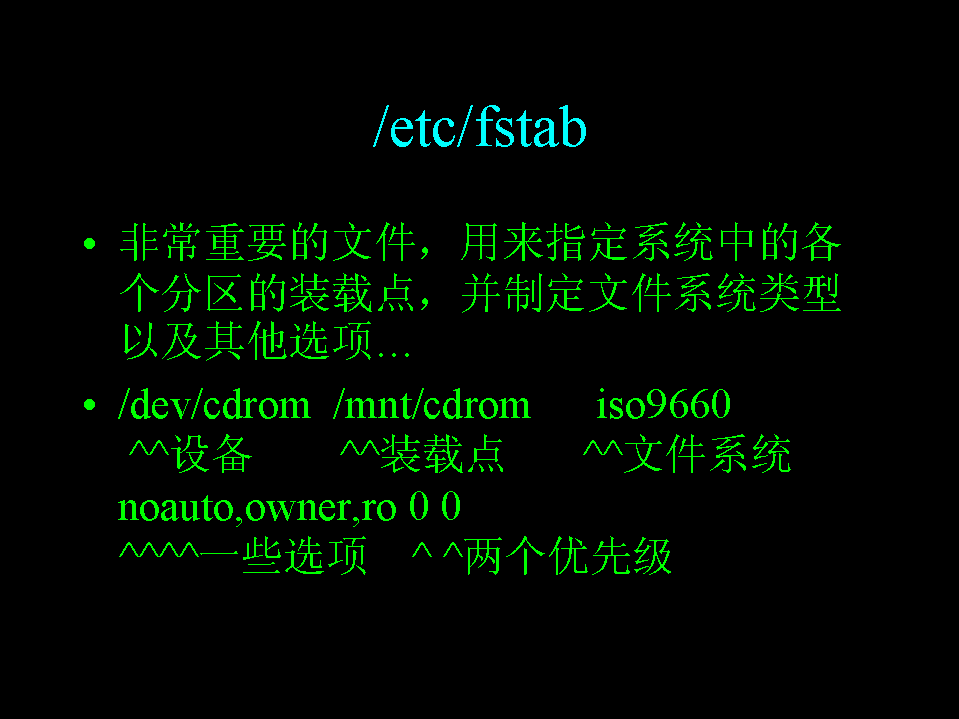 /etc/fstab
• 非常重要的文件，用来指定系统中的各
个分区的装载点，并制定文件系统类型
以及其他选项…
• /dev/cdrom /mnt/cdrom iso9660
^^设备 ^^装载点 ^^文件系统
noauto,owner,ro 0 0
^^^^一些选项 ^ ^两个优先级